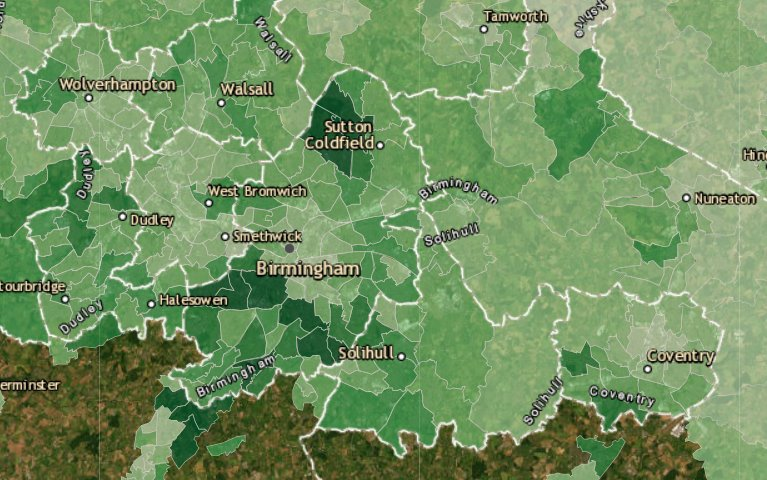 Tamworth
Walsall
Wolverhampton
Walsall
Sutton
Coldfield
Dudley
Birmingham
West Bromwich
Nuneaton
Dudley
Smethwick
Solihull
Birmingham
tourbridge
Halesowen
Dudley
Solihull
Coventry
Birmingham
erminster
Solihull
Coventry